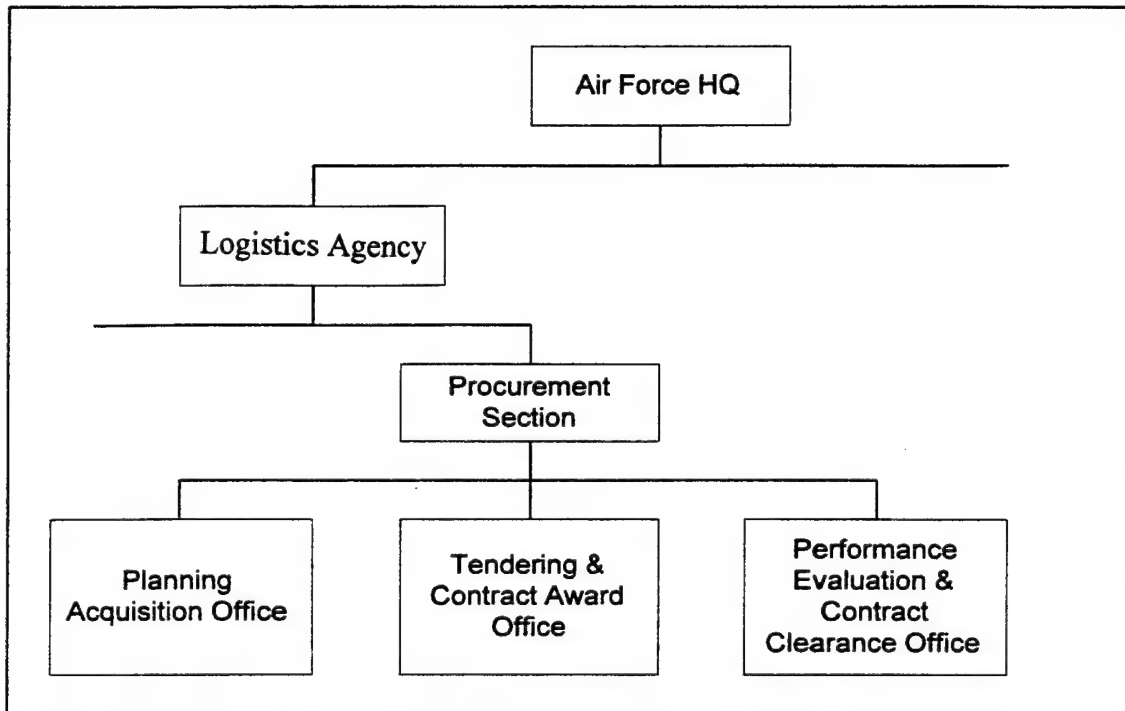 Air Force HQ
Logistics Agency
Procurement
Section
Planning
Acquisition Office
Tendering &
Contract Award
Office
Performance
Evaluation &
Contract
Clearance Office